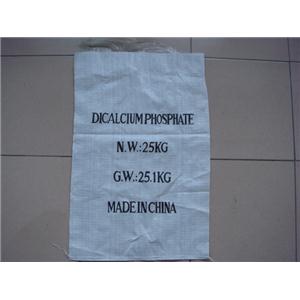 DICALCIUM PHOSPHATE
N.W.:25KG
G.W.:25.1KG
MADE IN CHINA